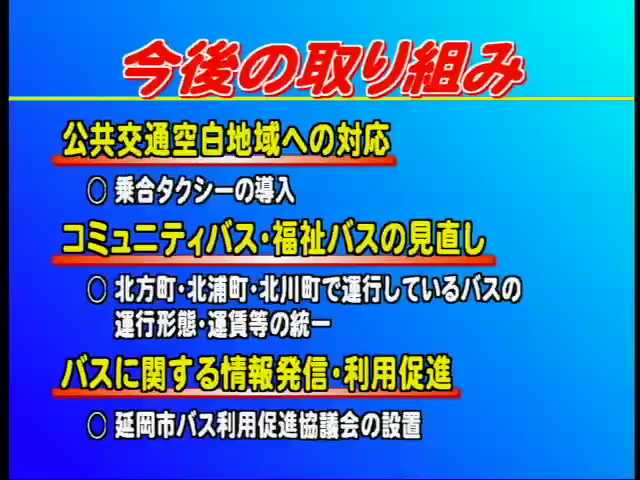 今後の取り組み
公共交通空白地域への対応
○ 乗合タクシーの導入
コミュニティバス・福祉バスの見直し
○ 北方町・北浦町・北川町で運行しているバスの
運行形態・運賃等の統一
バスに関する情報発信・利用促進
○ 延岡市バス利用促進協議会の設置